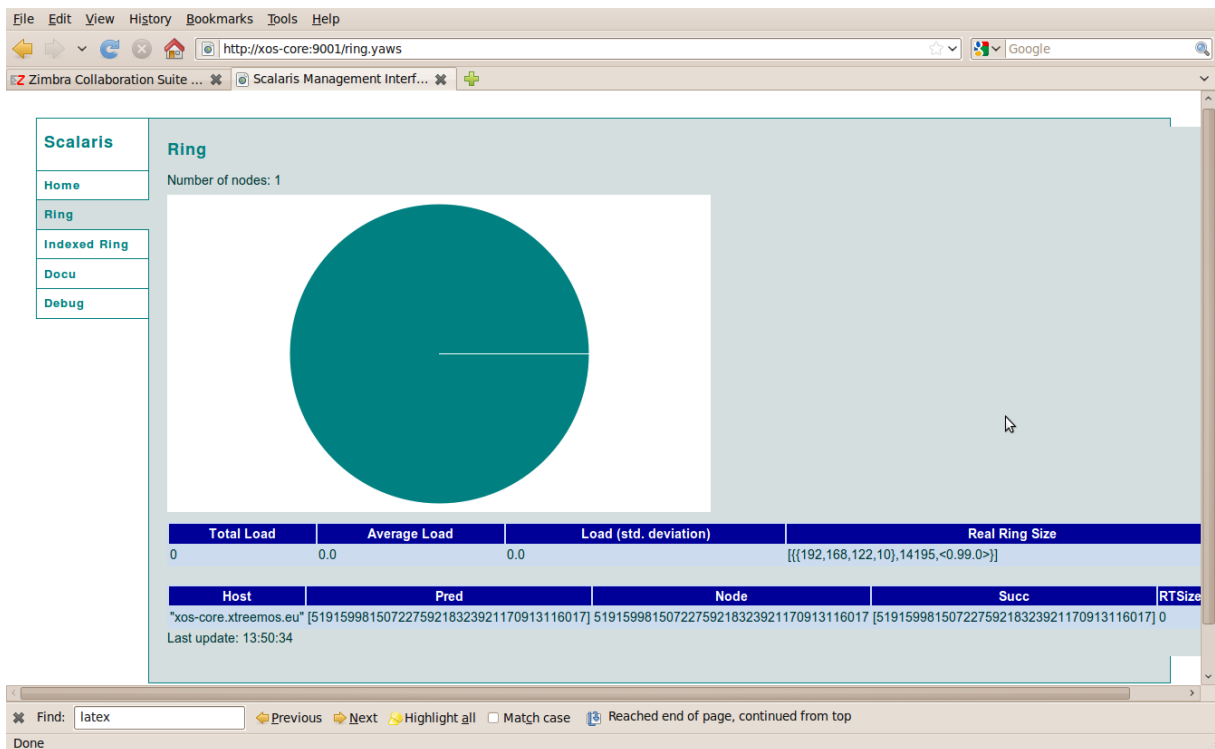 File Edit View History Bookmarks Tools Help
http://xos-core:9001/ring.yaws Google
Zimbra Collaboration Suite ... Scalaris Management Interf...
Scalaris
Home
Ring
Indexed Ring
Docu
Debug
Ring
Number of nodes: 1
Total Load Average Load Load (std. deviation) Real Ring Size
0 0.0 0.0 [{{192,168,122,10},14195,<0.99.0>}]
Host Pred Node Succ RTSize
"xos-core.xtreemos.eu" [519159981507227592183239211709131160​17] 51915998150722759218323921170913116017 [51915998150722759218323921170913116017] 0
Last update: 13:50:34
Find: latex Previous Next Highlight all Match case Reached end of page, continued from top
Done